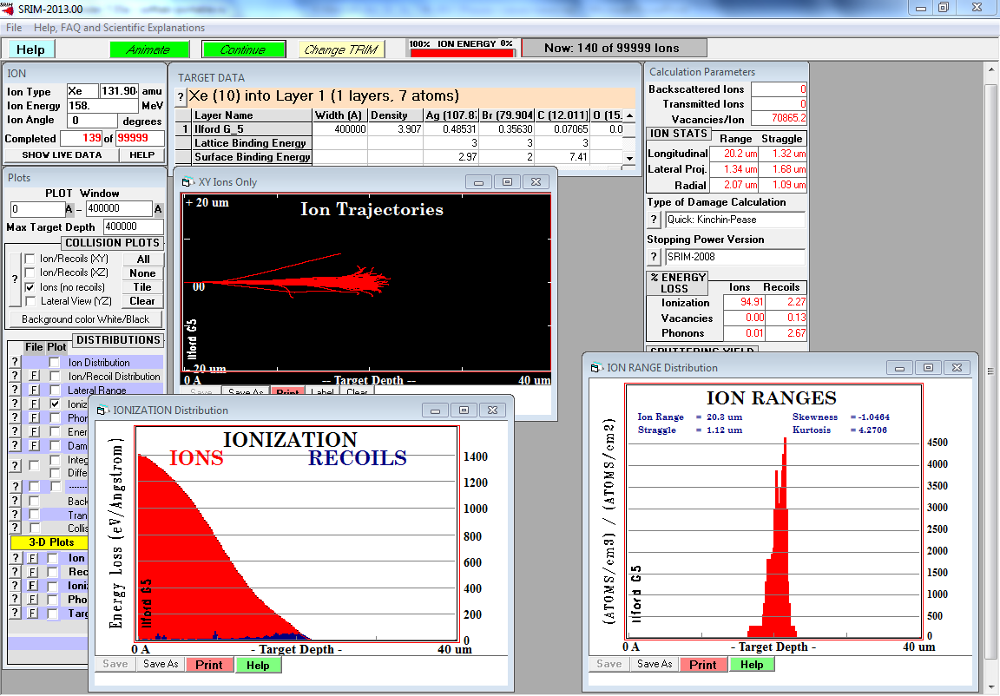 SRIM-2013.00
File Help, FAQ and Scientific Explanations
Help Animate Continue Change TRIM 100% ION ENERGY 0% Now: 140 of 99999 Ions
ION
Ion Type Xe 131.90 amu
Ion Energy 158. MeV
Ion Angle 0 degrees
Completed 139 of 99999
SHOW LIVE DATA HELP
TARGET DATA
? Xe (10) into Layer 1 (1 layers, 7 atoms)
Layer Name Width (A) Density Ag (107.8 Br (79.904 C (12.011) O (15.
1 Ilford G_5 400000 3.907 0.48531 0.35630 0.07065 0.0
Lattice Binding Energy 3 3 3
Surface Binding Energy 2.97 2 7.41
Calculation Parameters
Backscattered Ions 0
Transmitted Ions 0
Vacancies/Ion 70865.2
ION STATS Range Straggle
Longitudinal 20.2 um 1.32 um
Lateral Proj. 1.34 um 1.68 um
Radial 2.07 um 1.09 um
Type of Damage Calculation
? Quick: Kinchin-Pease
Stopping Power Version
? SRIM-2008
% ENERGY LOSS Ions Recoils
Ionization 94.91 2.27
Vacancies 0.00 0.13
Phonons 0.01 2.67
SPUTTERING YIELD
Plots
PLOT Window
0 A - 400000 A
Max Target Depth 400000
COLLISION PLOTS
Ion/Recoils (XY) All
Ion/Recoils (XZ) None
? Ions (no recoils) Tile
Lateral View (YZ) Clear
Background color White/Black
DISTRIBUTIONS
File Plot
? Ion Distribution
? F Ion/Recoil Distribution
? F Lateral Range
? F Ioniz
? F Phon
? F Ener
? F Dam
? Integ
Diffe
? --------
? Back
? Tran
? Collis
3-D Plots
? F Ion
? F Rec
? F Ioniz
? F Pho
? F Targ
XY Ions Only
+ 20 um
Ion Trajectories
00
Ilford G5
- 20 um
0 A -- Target Depth -- 40 um
Save Save As Print Label Clear
IONIZATION Distribution
IONIZATION
IONS RECOILS
Energy Loss (eV/Angstrom)
Ilford G5
1400
1200
1000
800
600
400
200
0
0 A - Target Depth - 40 um
Save Save As Print Help
ION RANGE Distribution
ION RANGES
Ion Range = 20.3 um Skewness = -1.0464
Straggle = 1.12 um Kurtosis = 4.2706
(ATOMS/cm3) / (ATOMS/cm2)
Ilford G5
4500
4000
3500
3000
2500
2000
1500
1000
500
0
0 A - Target Depth - 40 um
Save Save As Print Help